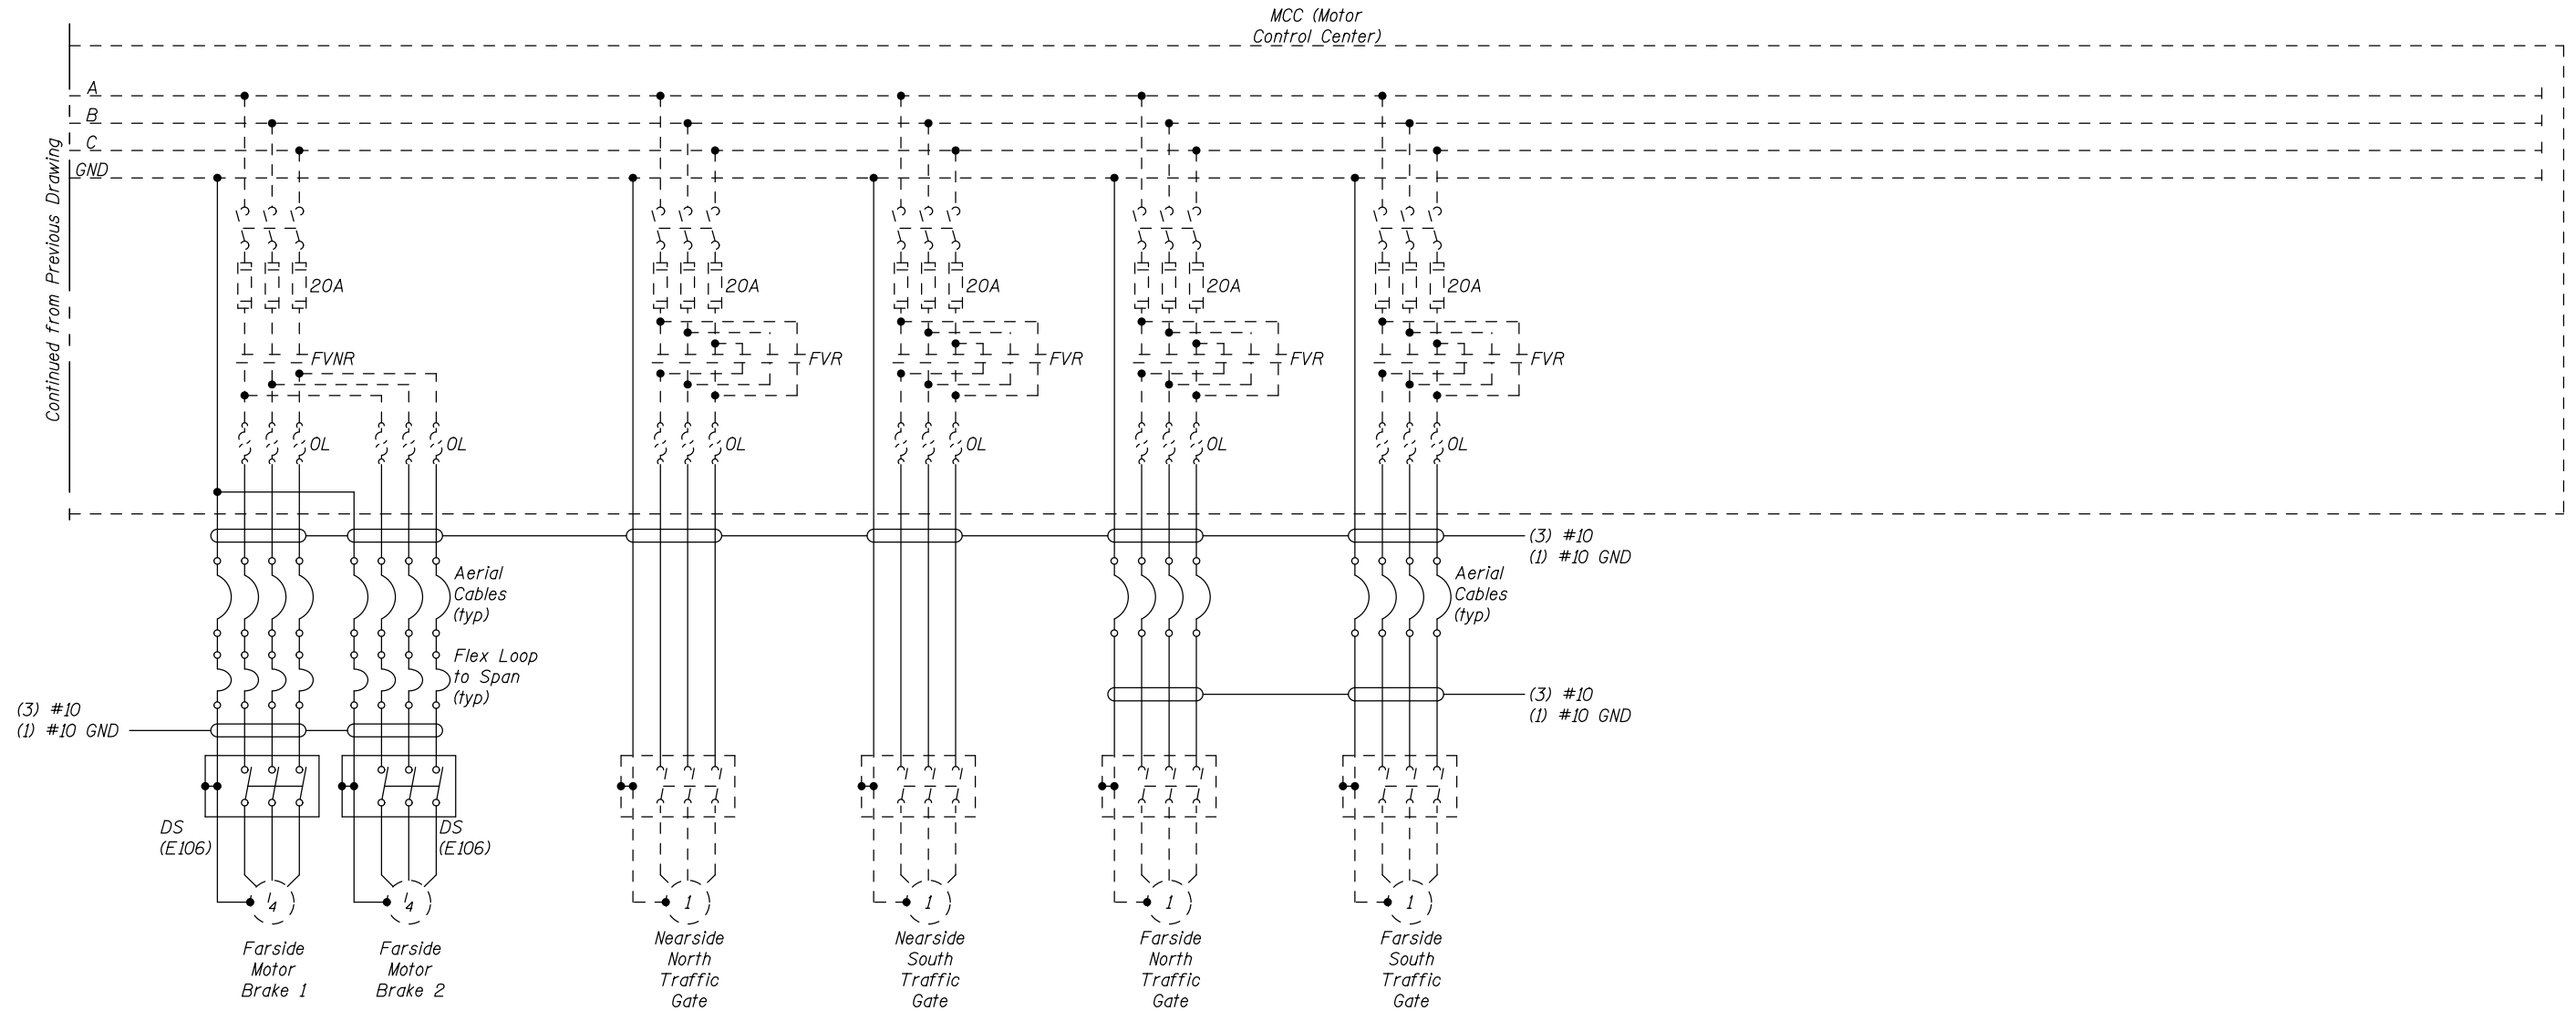 MCC (Motor
Control Center)
A
B
C
GND
Continued from Previous Drawing
20A
20A
20A
20A
20A
FVNR
FVR
FVR
FVR
FVR
OL
OL
OL
OL
OL
OL
(3) #10
(1) #10 GND
Aerial
Cables
(typ)
Aerial
Cables
(typ)
Flex Loop
to Span
(typ)
(3) #10
(1) #10 GND
(3) #10
(1) #10 GND
DS
(E106)
DS
(E106)
4
4
1
1
1
1
Farside
Motor
Brake 1
Farside
Motor
Brake 2
Nearside
North
Traffic
Gate
Nearside
South
Traffic
Gate
Farside
North
Traffic
Gate
Farside
South
Traffic
Gate